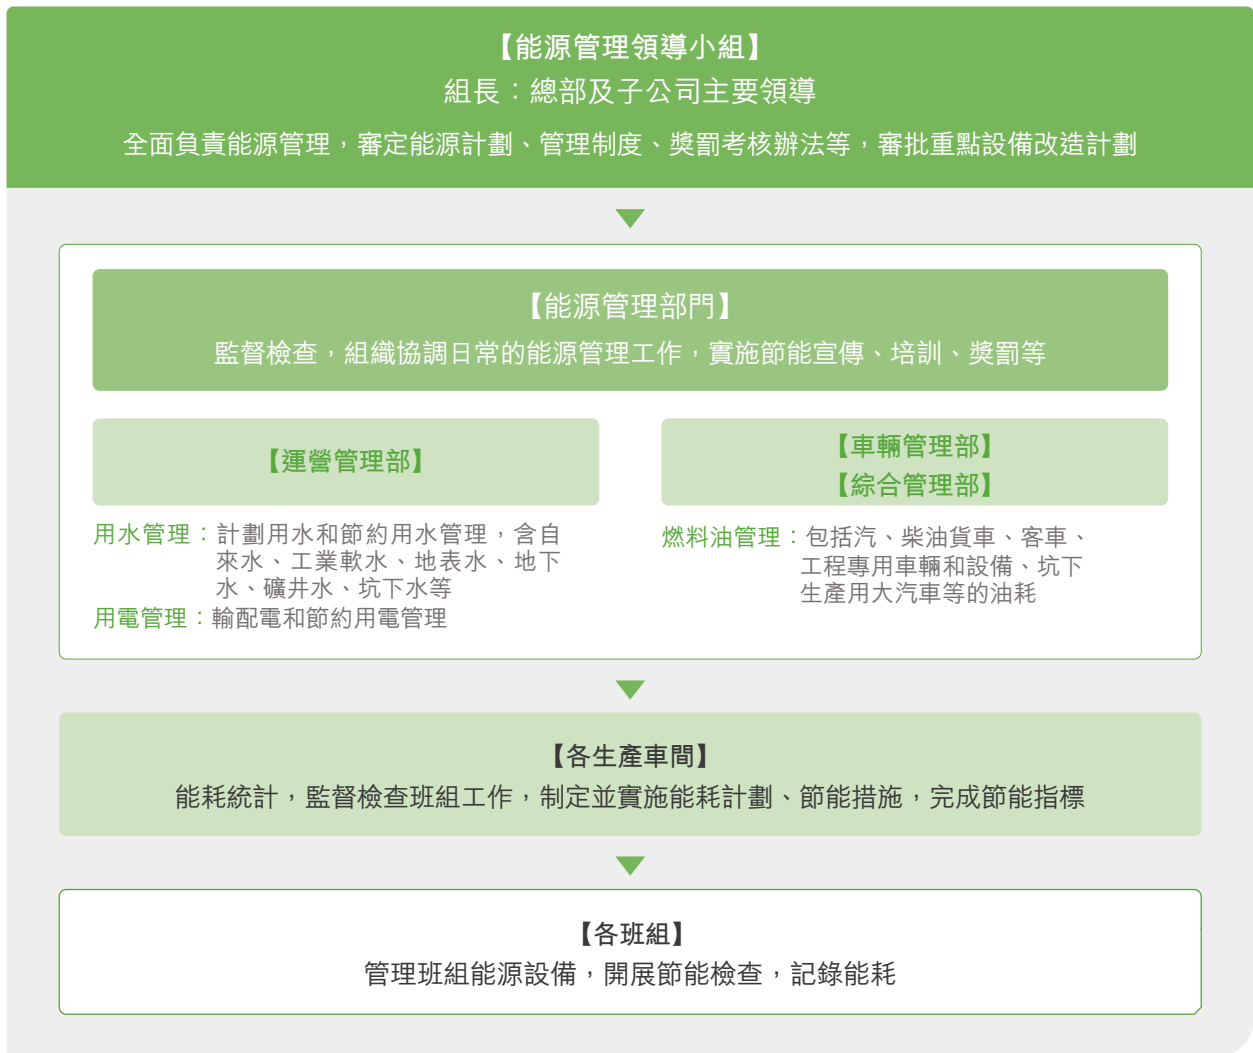 【能源管理領導小組】
組長：總部及子公司主要領導
全面負責能源管理，審定能源計劃、管理制度、獎罰考核辦法等，審批重點設備改造計劃
【能源管理部門】
監督檢查，組織協調日常的能源管理工作，實施節能宣傳、培訓、獎罰等
【運營管理部】
用水管理：計劃用水和節約用水管理，含自
來水、工業軟水、地表水、地下
水、礦井水、坑下水等
用電管理：輸配電和節約用電管理
【車輛管理部】
【綜合管理部】
燃料油管理：包括汽、柴油貨車、客車、
工程專用車輛和設備、坑下
生產用大汽車等的油耗
【各生產車間】
能耗統計，監督檢查班組工作，制定並實施能耗計劃、節能措施，完成節能指標
【各班組】
管理班組能源設備，開展節能檢查，記錄能耗